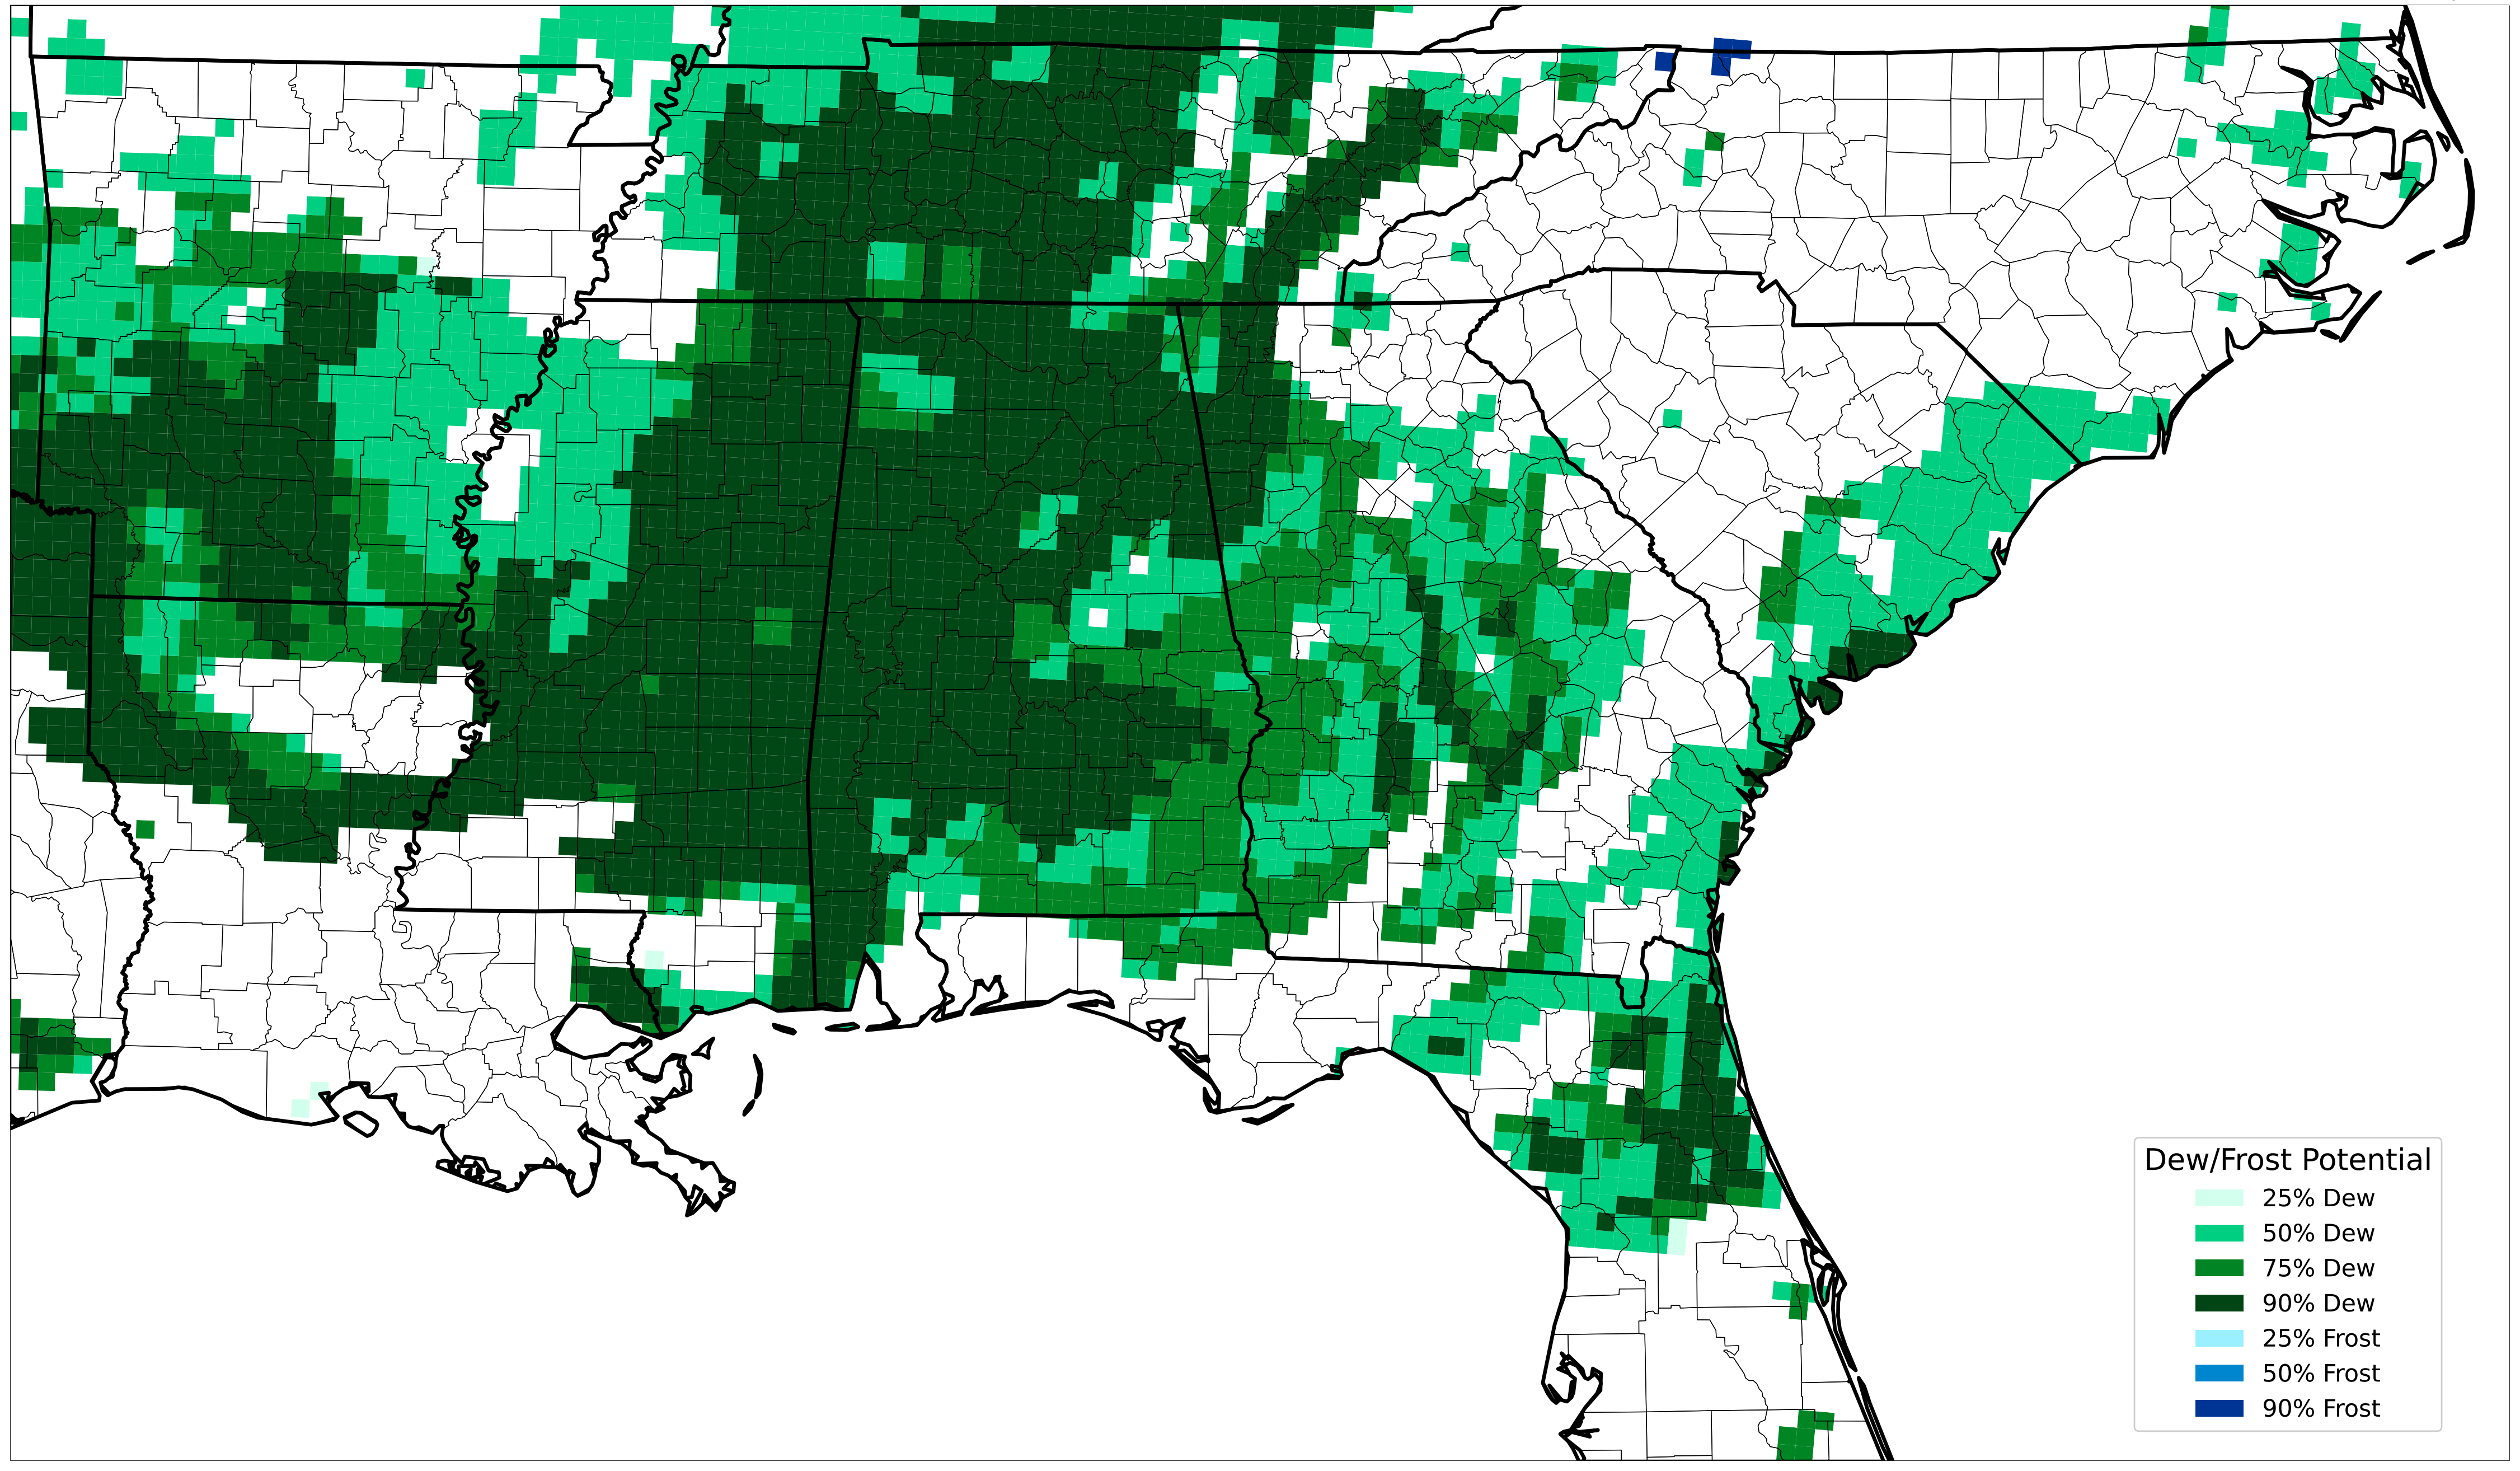 Dew/Frost Potential
25% Dew
50% Dew
75% Dew
90% Dew
25% Frost
50% Frost
90% Frost